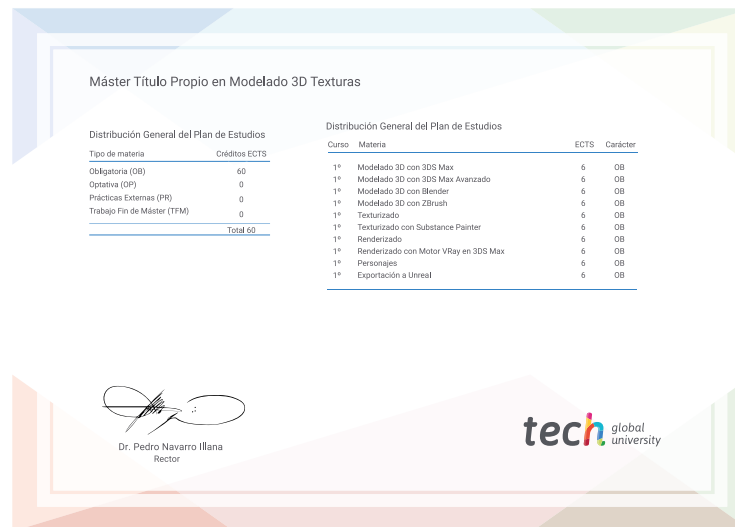 Máster Título Propio en Modelado 3D Texturas
Distribución General del Plan de Estudios
Tipo de materia Créditos ECTS
Obligatoria (OB) 60
Optativa (OP) 0
Prácticas Externas (PR) 0
Trabajo Fin de Máster (TFM) 0
Total 60
Distribución General del Plan de Estudios
Curso Materia ECTS Carácter
1º Modelado 3D con 3DS Max 6 OB
1º Modelado 3D con 3DS Max Avanzado 6 OB
1º Modelado 3D con Blender 6 OB
1º Modelado 3D con ZBrush 6 OB
1º Texturizado 6 OB
1º Texturizado con Substance Painter 6 OB
1º Renderizado 6 OB
1º Renderizado con Motor VRay en 3DS Max 6 OB
1º Personajes 6 OB
1º Exportación a Unreal 6 OB
Dr. Pedro Navarro Illana
Rector
tech global
university